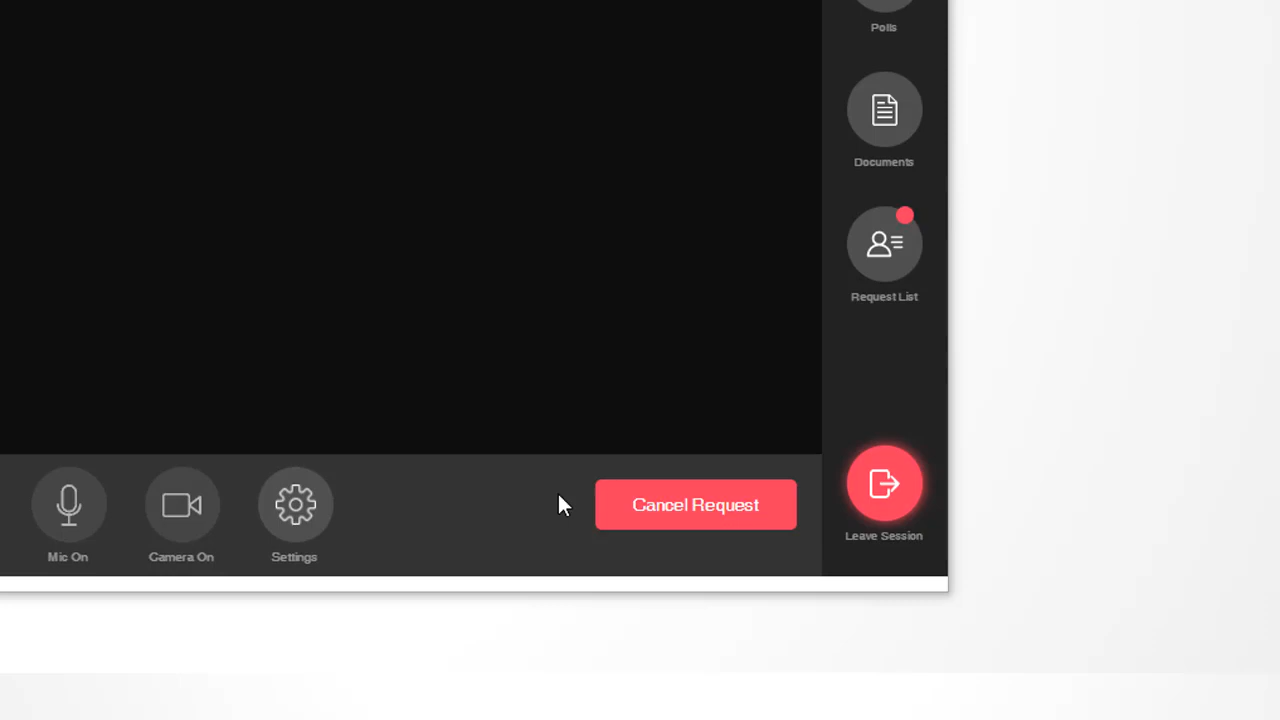 Polls
Documents
Request List
Cancel Request
Leave Session
Mic On
Camera On
Settings